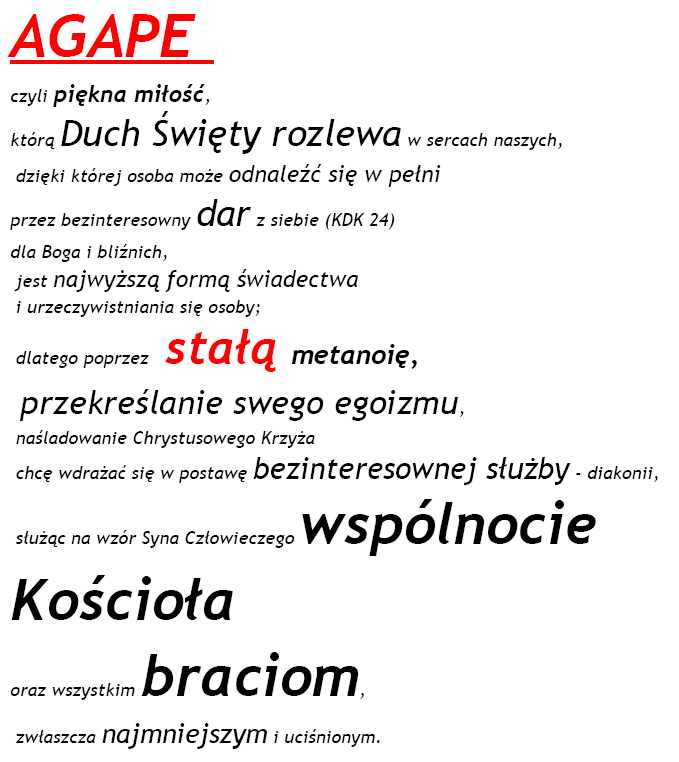 AGAPE
czyli piękna miłość,
którą Duch Święty rozlewa w sercach naszych,
dzięki której osoba może odnaleźć się w pełni
przez bezinteresowny dar z siebie (KDK 24)
dla Boga i bliźnich,
jest najwyższą formą świadectwa
i urzeczywistniania się osoby;
dlatego poprzez stałą metanoię,
przekreślanie swego egoizmu,
naśladowanie Chrystusowego Krzyża
chcę wdrażać się w postawę bezinteresownej służby - diakonii,
służąc na wzór Syna Człowieczego wspólnocie
Kościoła
oraz wszystkim braciom,
zwłaszcza najmniejszym i uciśnionym.